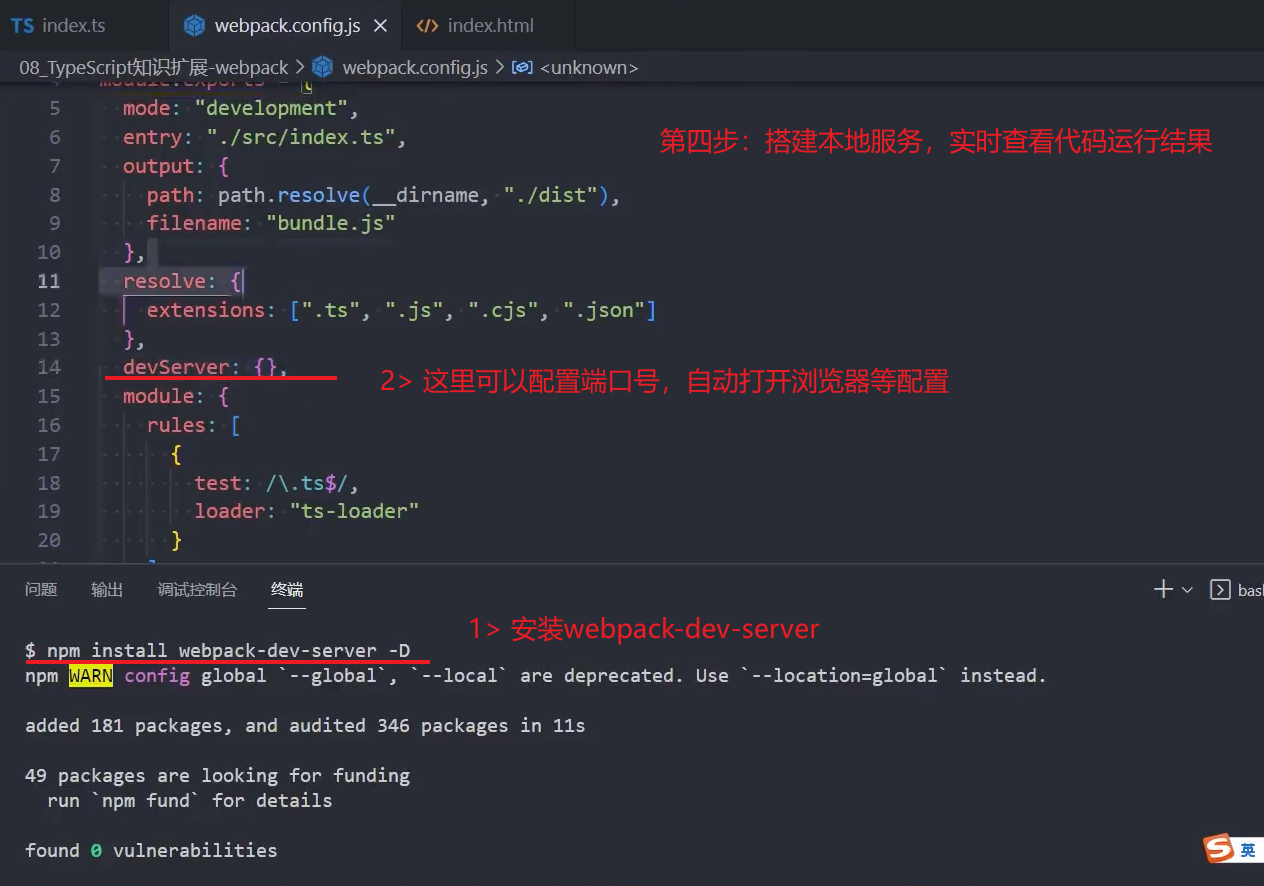 TS index.ts
webpack.config.js
index.html
08_TypeScript知识扩展-webpack > webpack.config.js > <unknown>
4 module.exports = {
5 mode: "development",
6 entry: "./src/index.ts",
第四步：搭建本地服务，实时查看代码运行结果
7 output: {
8 path: path.resolve(__dirname, "./dist"),
9 filename: "bundle.js"
10 },
11 resolve: {
12 extensions: [".ts", ".js", ".cjs", ".json"]
13 },
14 devServer: {},
2> 这里可以配置端口号，自动打开浏览器等配置
15 module: {
16 rules: [
17 {
18 test: /\.ts$/,
19 loader: "ts-loader"
20 }
问题 输出 调试控制台 终端
1> 安装webpack-dev-server
$ npm install webpack-dev-server -D
npm WARN config global `--global`, `--local` are deprecated. Use `--location=global` instead.
added 181 packages, and audited 346 packages in 11s
49 packages are looking for funding
run `npm fund` for details
found 0 vulnerabilities
英